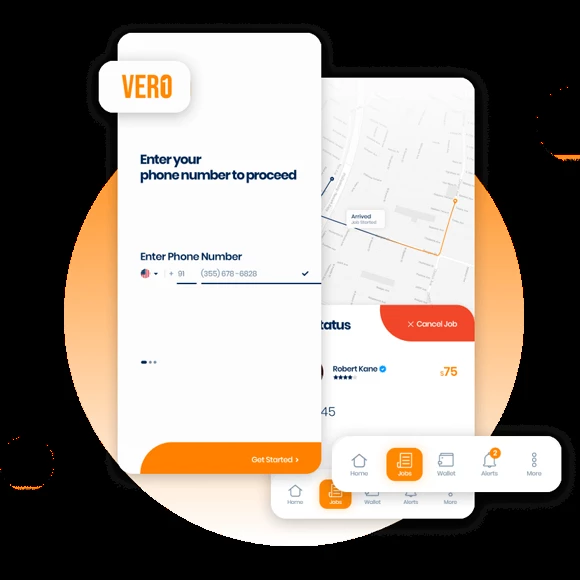 VERO
Enter your
phone number to proceed
Enter Phone Number
+ 91 (355) 678 - 6828
Get Started >
Arrived
Job Started
tatus
Cancel Job
Robert Kane
$75
45
Home
Jobs
Wallet
2
Alerts
More
Home
Jobs
Wallet
Alerts
More